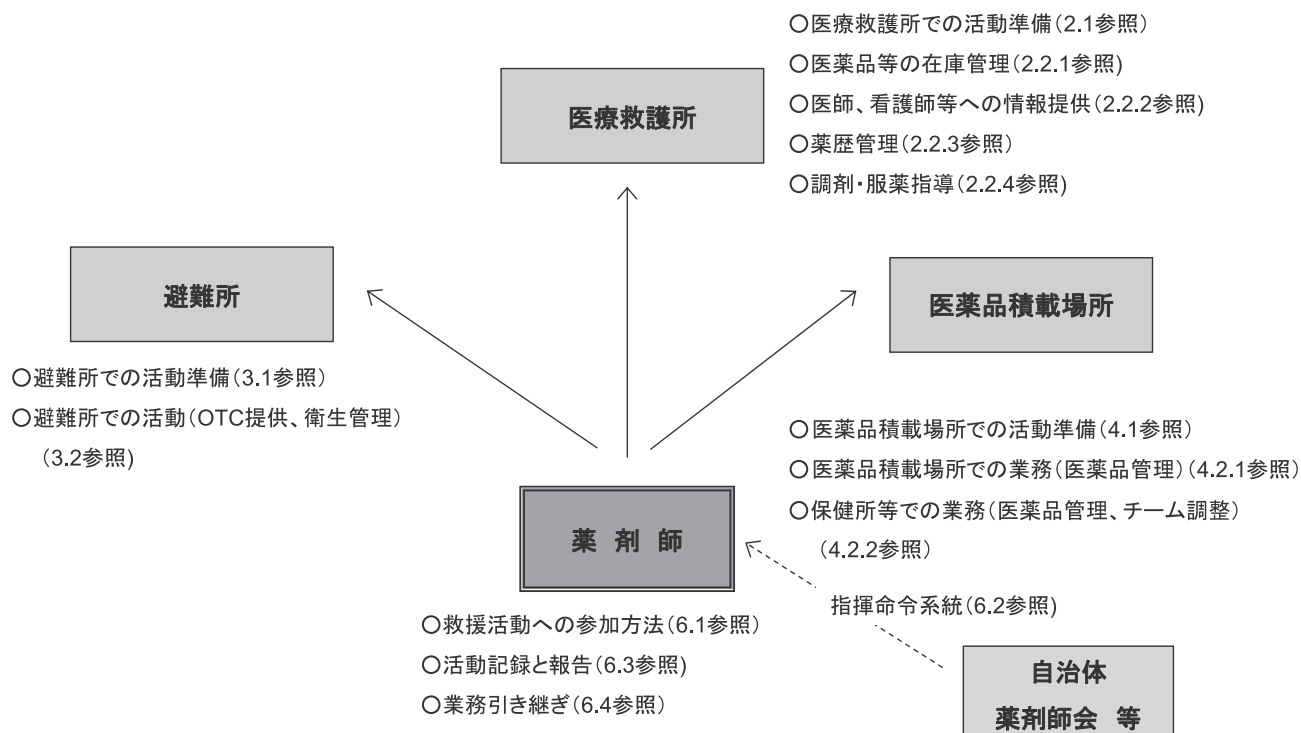 ○医療救護所での活動準備(2.1参照)
○医薬品等の在庫管理(2.2.1参照)
○医師、看護師等への情報提供(2.2.2参照)
○薬歴管理(2.2.3参照)
○調剤・服薬指導(2.2.4参照)
医療救護所
避難所
○避難所での活動準備(3.1参照)
○避難所での活動(OTC提供、衛生管理)
(3.2参照)
医薬品積載場所
○医薬品積載場所での活動準備(4.1参照)
○医薬品積載場所での業務(医薬品管理)(4.2.1参照)
○保健所等での業務(医薬品管理、チーム調整)
(4.2.2参照)
薬 剤 師
○救援活動への参加方法(6.1参照)
○活動記録と報告(6.3参照)
○業務引き継ぎ(6.4参照)
指揮命令系統(6.2参照)
自治体
薬剤師会 等